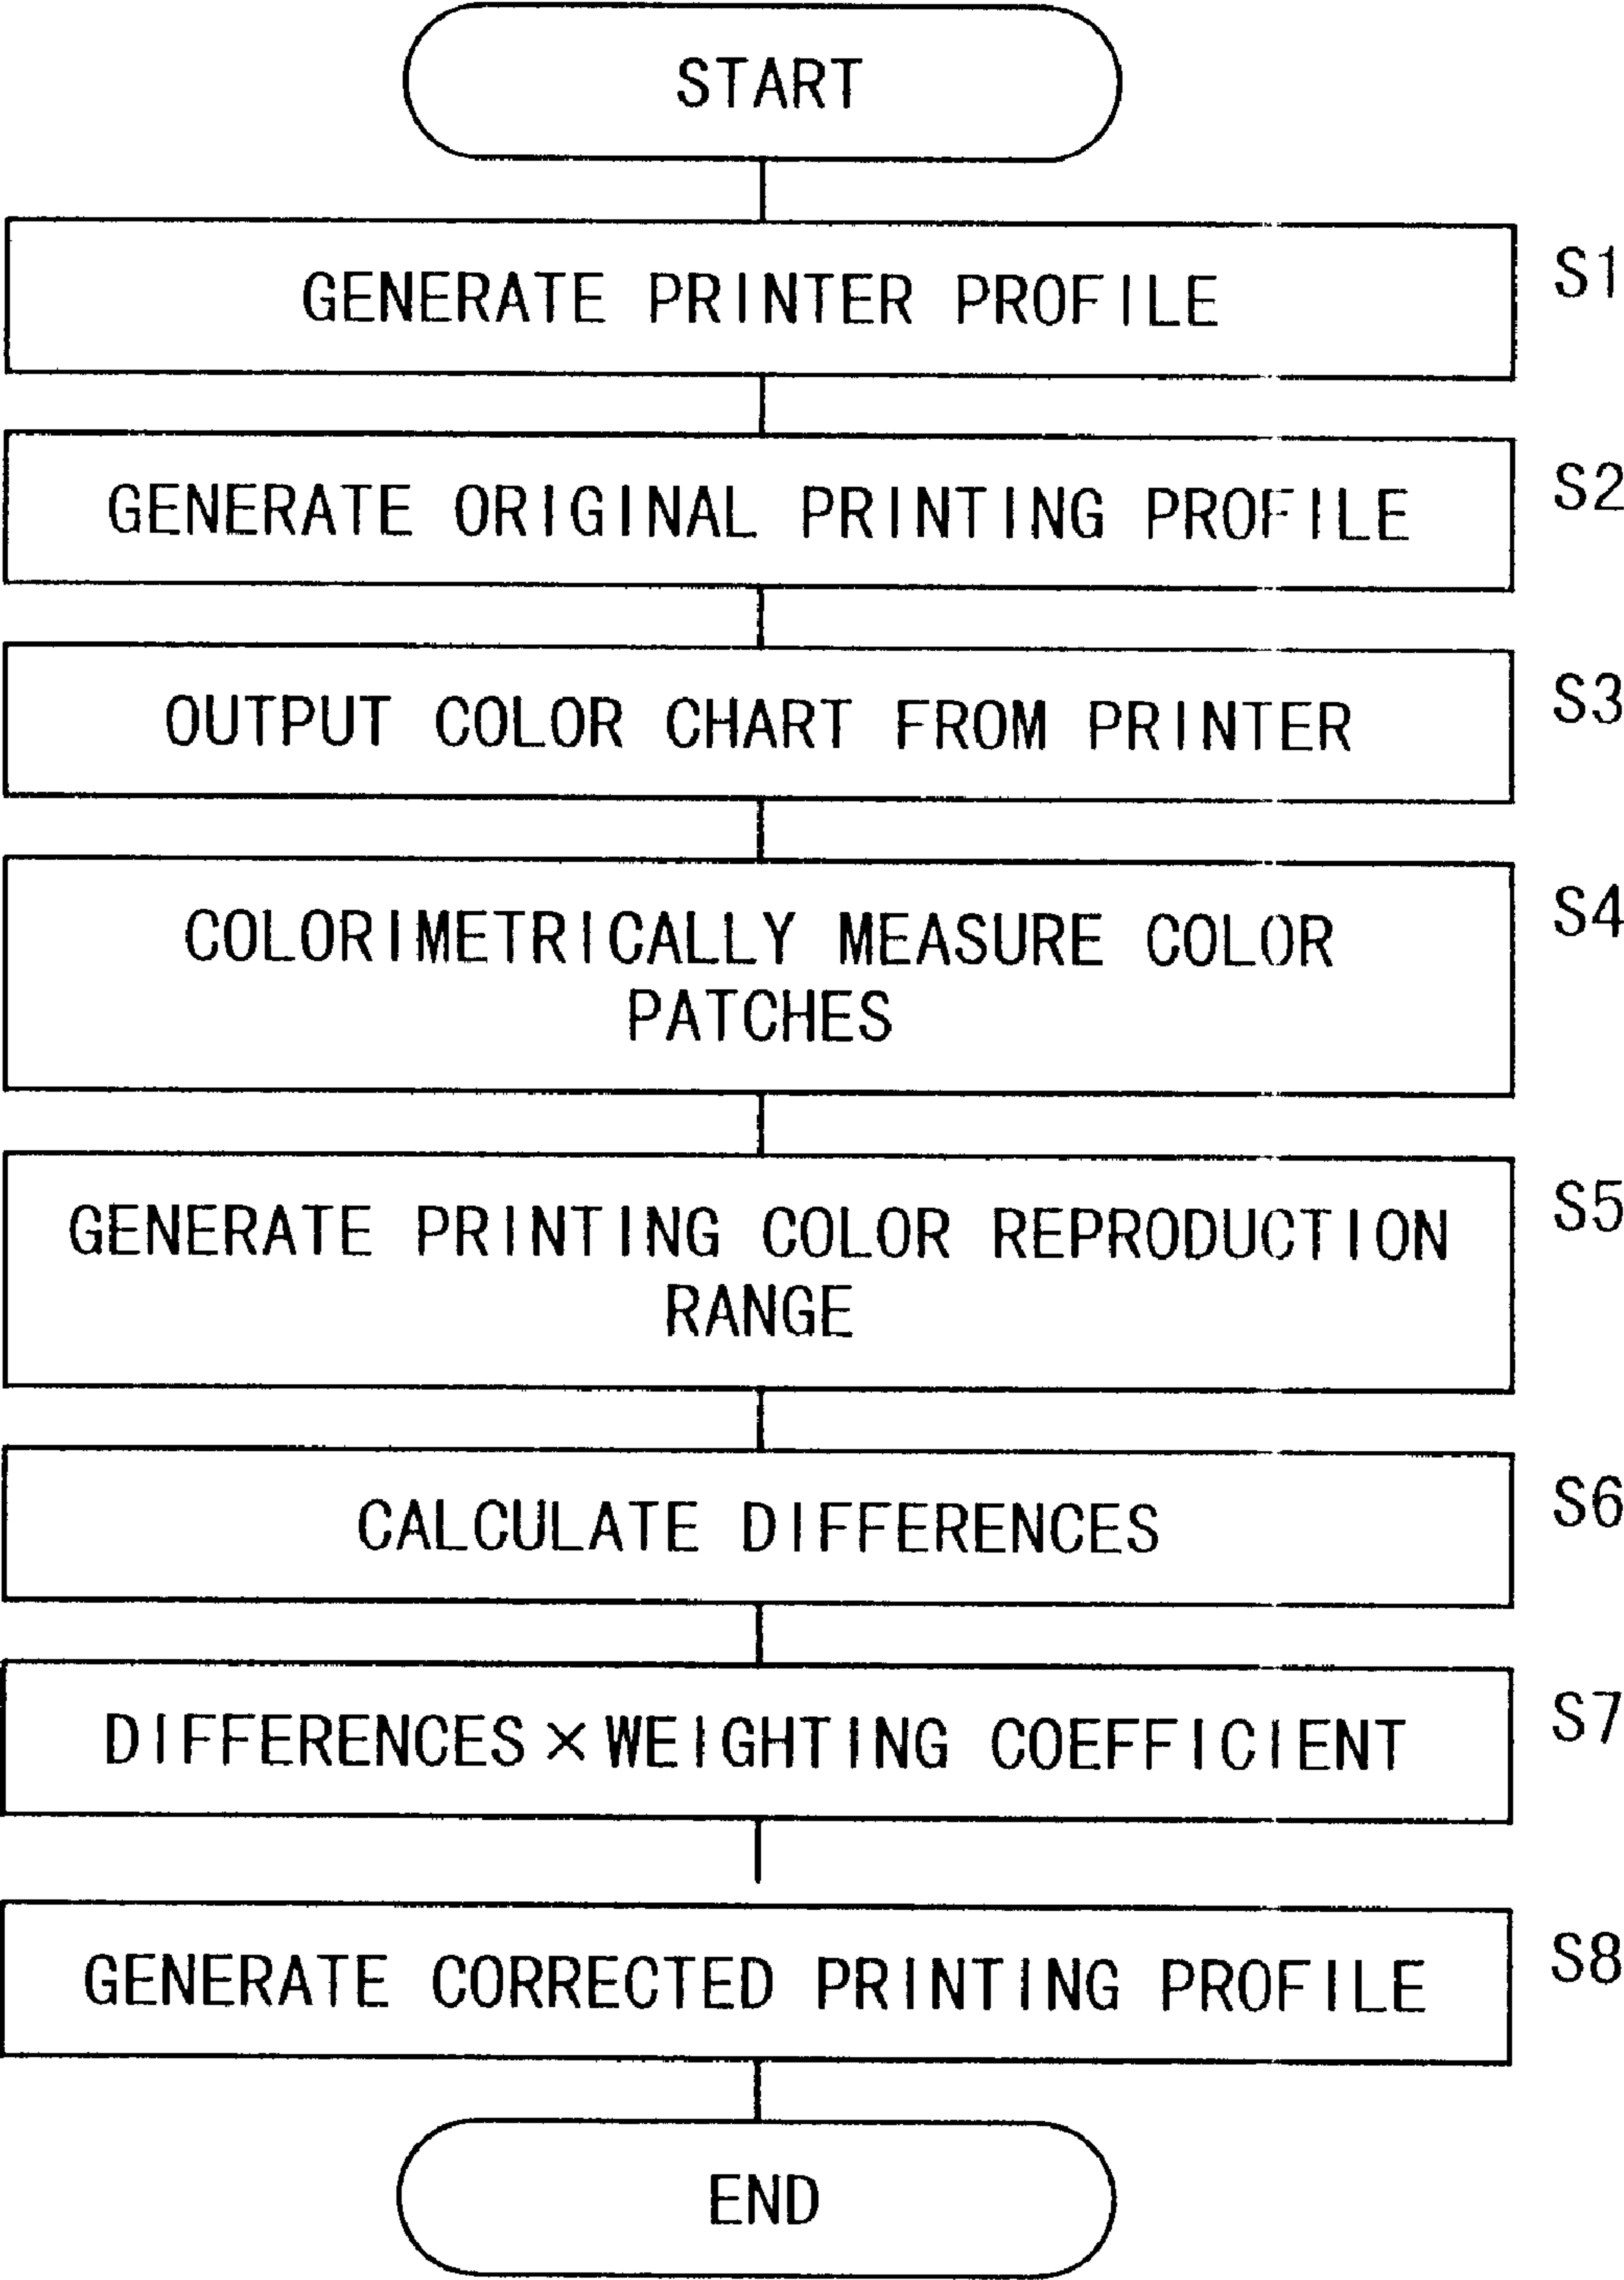 START
GENERATE PRINTER PROFILE
S1
GENERATE ORIGINAL PRINTING PROFILE
S2
OUTPUT COLOR CHART FROM PRINTER
S3
COLORIMETRICALLY MEASURE COLOR
PATCHES
S4
GENERATE PRINTING COLOR REPRODUCTION
RANGE
S5
CALCULATE DIFFERENCES
S6
DIFFERENCES × WEIGHTING COEFFICIENT
S7
GENERATE CORRECTED PRINTING PROFILE
S8
END